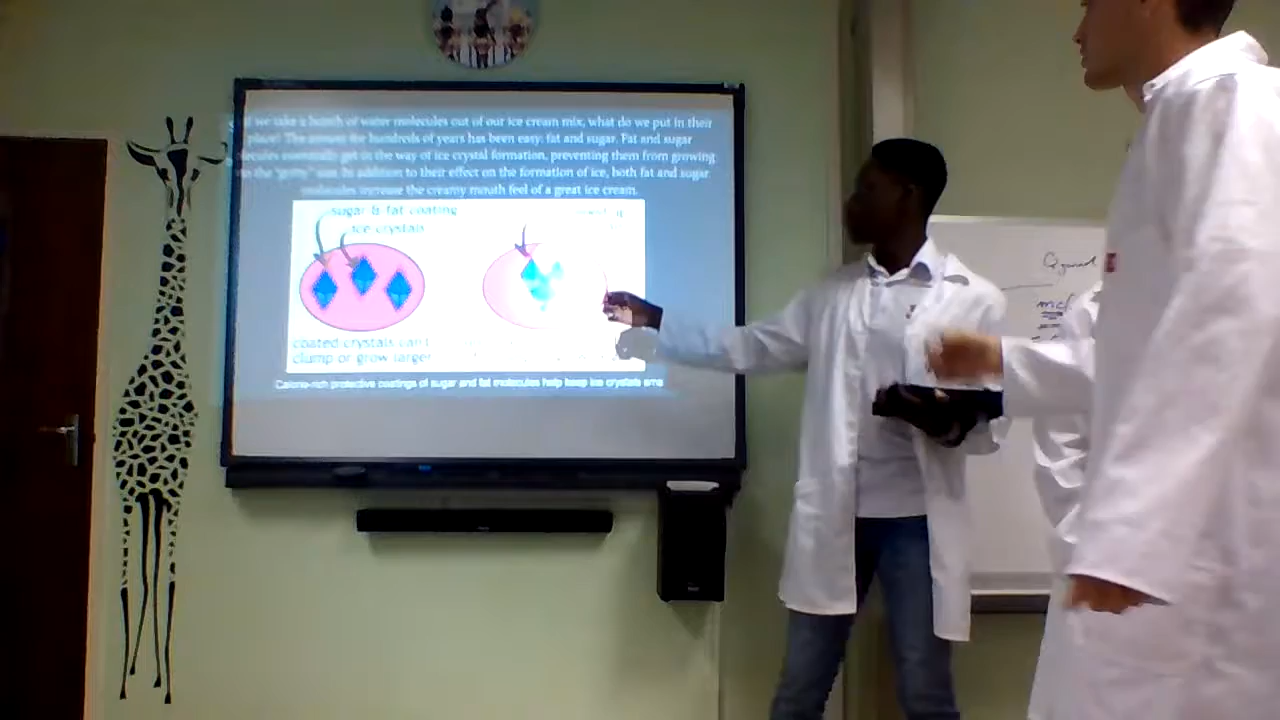 we take a bunch of water molecules out of our ice cream mix, what do we put in their
place? The answer for hundreds of years has been easy: fat and sugar. Fat and sugar
molecules essentially get in the way of ice crystal formation, preventing them from growing
the "gritty" size. In addition to their effect on the formation of ice, both fat and sugar
molecules increase the creamy mouth feel of a great ice cream.
sugar & fat coating
ice crystals
coated crystals can't
clump or grow larger
Calorie-rich protective coatings of sugar and fat molecules help keep ice crystals sma